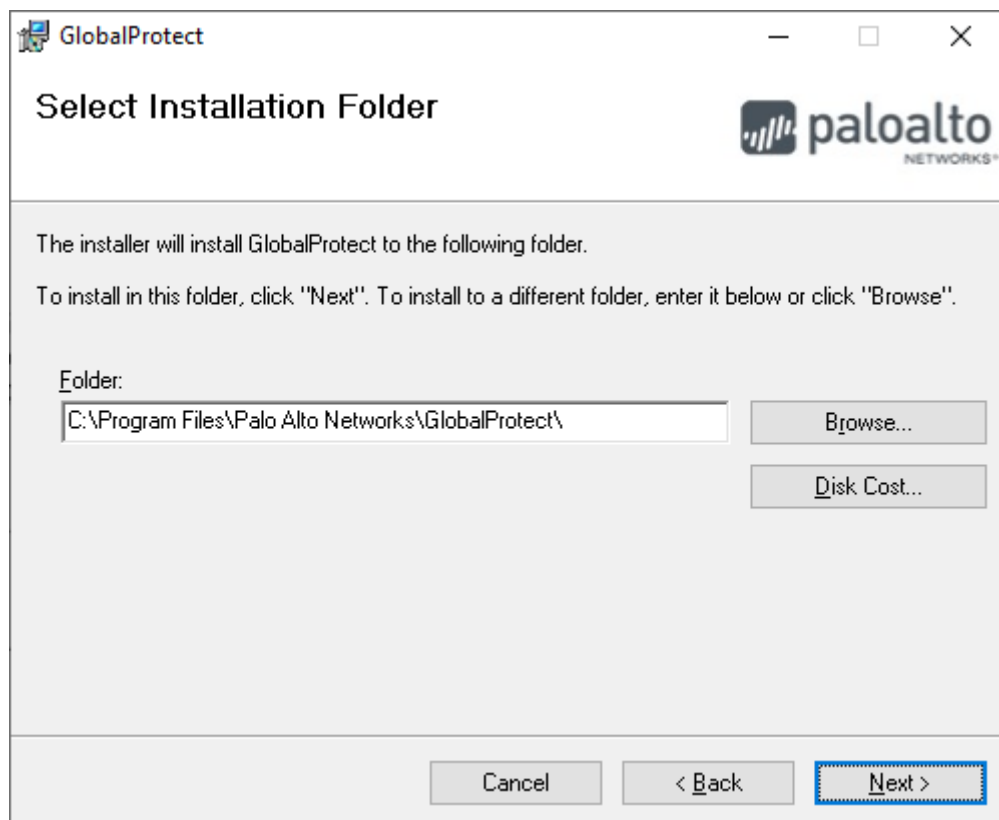 GlobalProtect
Select Installation Folder
paloalto
NETWORKS®
The installer will install GlobalProtect to the following folder.
To install in this folder, click "Next". To install to a different folder, enter it below or click "Browse".
Folder:
C:\Program Files\Palo Alto Networks\GlobalProtect\
Browse...
Disk Cost...
Cancel
< Back
Next >